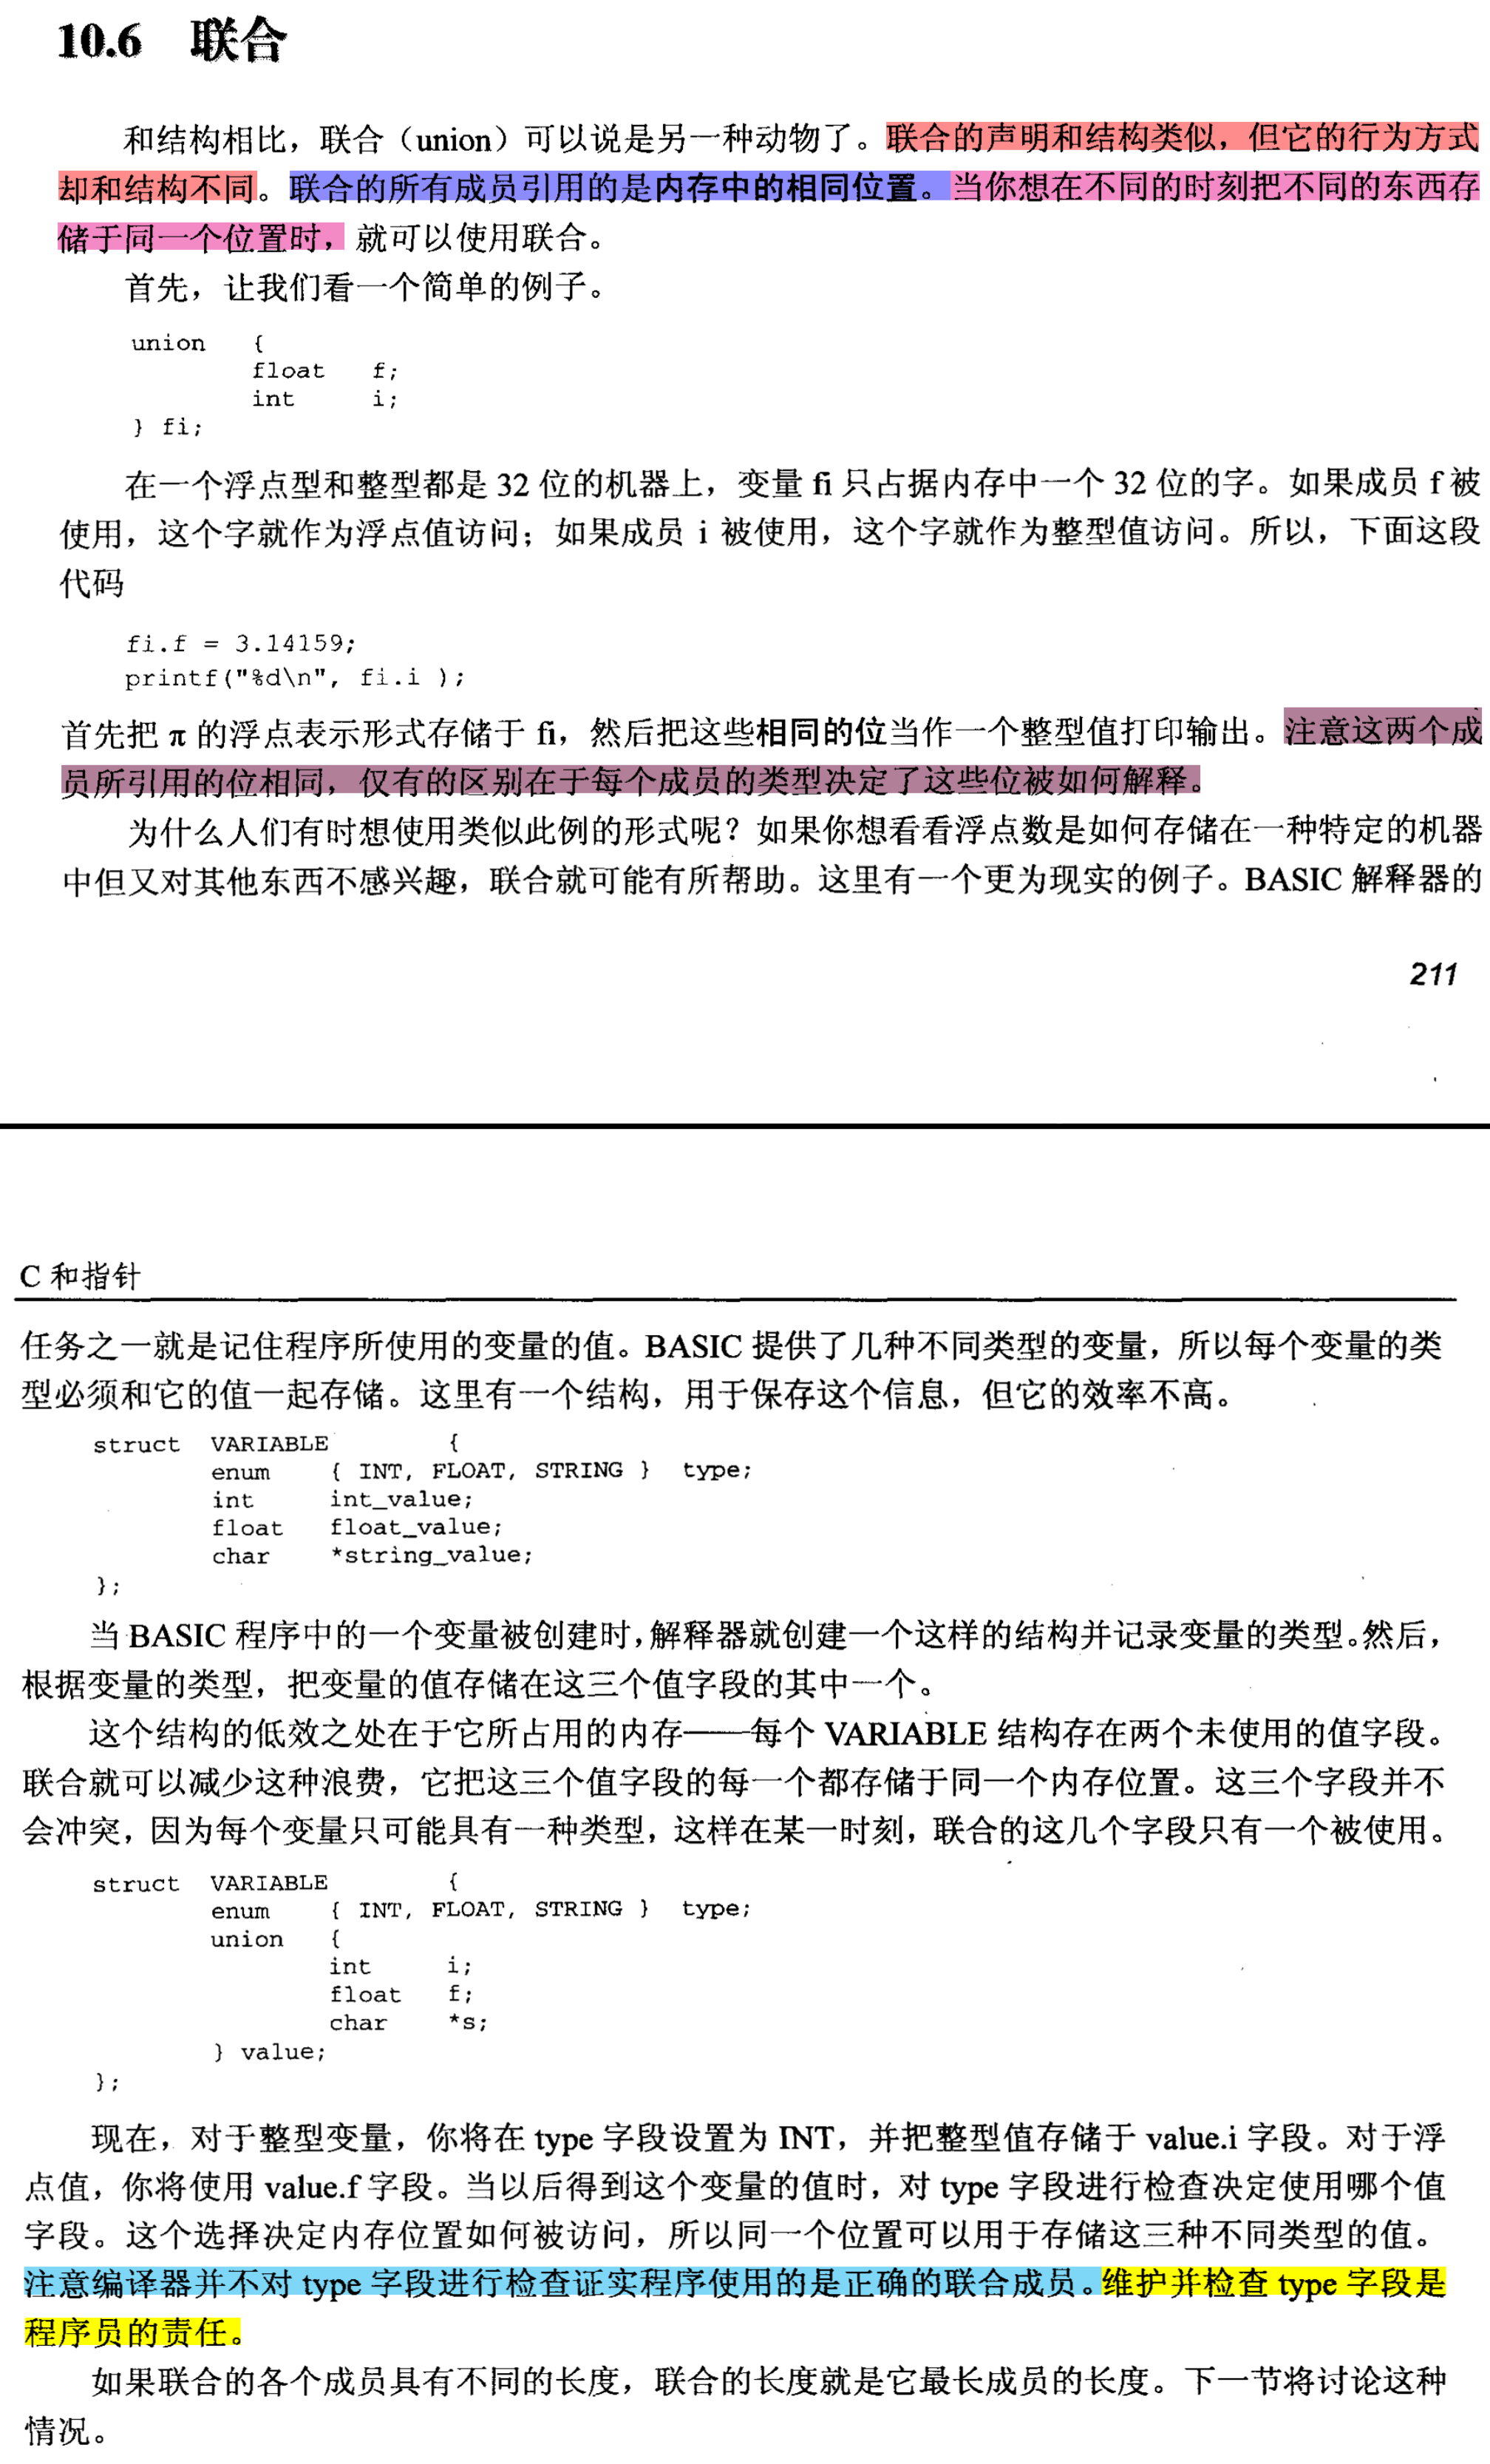 10.6 联合
和结构相比，联合（union）可以说是另一种动物了。联合的声明和结构类似，但它的行为方式
却和结构不同。联合的所有成员引用的是内存中的相同位置。当你想在不同的时刻把不同的东西存
储于同一个位置时，就可以使用联合。
首先，让我们看一个简单的例子。
union {
float f;
int i;
} fi;
在一个浮点型和整型都是 32 位的机器上，变量 fi 只占据内存中一个 32 位的字。如果成员 f 被
使用，这个字就作为浮点值访问；如果成员 i 被使用，这个字就作为整型值访问。所以，下面这段
代码
fi.f = 3.14159;
printf("%d\n", fi.i );
首先把 π 的浮点表示形式存储于 fi，然后把这些相同的位当作一个整型值打印输出。注意这两个成
员所引用的位相同，仅有的区别在于每个成员的类型决定了这些位被如何解释。
为什么人们有时想使用类似此例的形式呢？如果你想看看浮点数是如何存储在一种特定的机器
中但又对其他东西不感兴趣，联合就可能有所帮助。这里有一个更为现实的例子。BASIC 解释器的
211
C 和指针
任务之一就是记住程序所使用的变量的值。BASIC 提供了几种不同类型的变量，所以每个变量的类
型必须和它的值一起存储。这里有一个结构，用于保存这个信息，但它的效率不高。
struct VARIABLE {
enum { INT, FLOAT, STRING } type;
int int_value;
float float_value;
char *string_value;
};
当 BASIC 程序中的一个变量被创建时，解释器就创建一个这样的结构并记录变量的类型。然后，
根据变量的类型，把变量的值存储在这三个值字段的其中一个。
这个结构的低效之处在于它所占用的内存——每个 VARIABLE 结构存在两个未使用的值字段。
联合就可以减少这种浪费，它把这三个值字段的每一个都存储于同一个内存位置。这三个字段并不
会冲突，因为每个变量只可能具有一种类型，这样在某一时刻，联合的这几个字段只有一个被使用。
struct VARIABLE {
enum { INT, FLOAT, STRING } type;
union {
int i;
float f;
char *s;
} value;
};
现在，对于整型变量，你将在 type 字段设置为 INT，并把整型值存储于 value.i 字段。对于浮
点值，你将使用 value.f 字段。当以后得到这个变量的值时，对 type 字段进行检查决定使用哪个值
字段。这个选择决定内存位置如何被访问，所以同一个位置可以用于存储这三种不同类型的值。
注意编译器并不对 type 字段进行检查证实程序使用的是正确的联合成员。维护并检查 type 字段是
程序员的责任。
如果联合的各个成员具有不同的长度，联合的长度就是它最长成员的长度。下一节将讨论这种
情况。